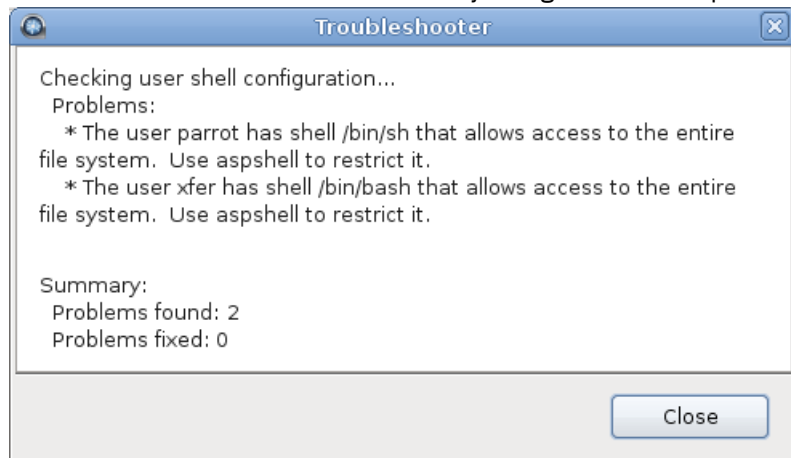 Troubleshooter
Checking user shell configuration...
Problems:
* The user parrot has shell /bin/sh that allows access to the entire
file system. Use aspshell to restrict it.
* The user xfer has shell /bin/bash that allows access to the entire
file system. Use aspshell to restrict it.
Summary:
Problems found: 2
Problems fixed: 0
Close